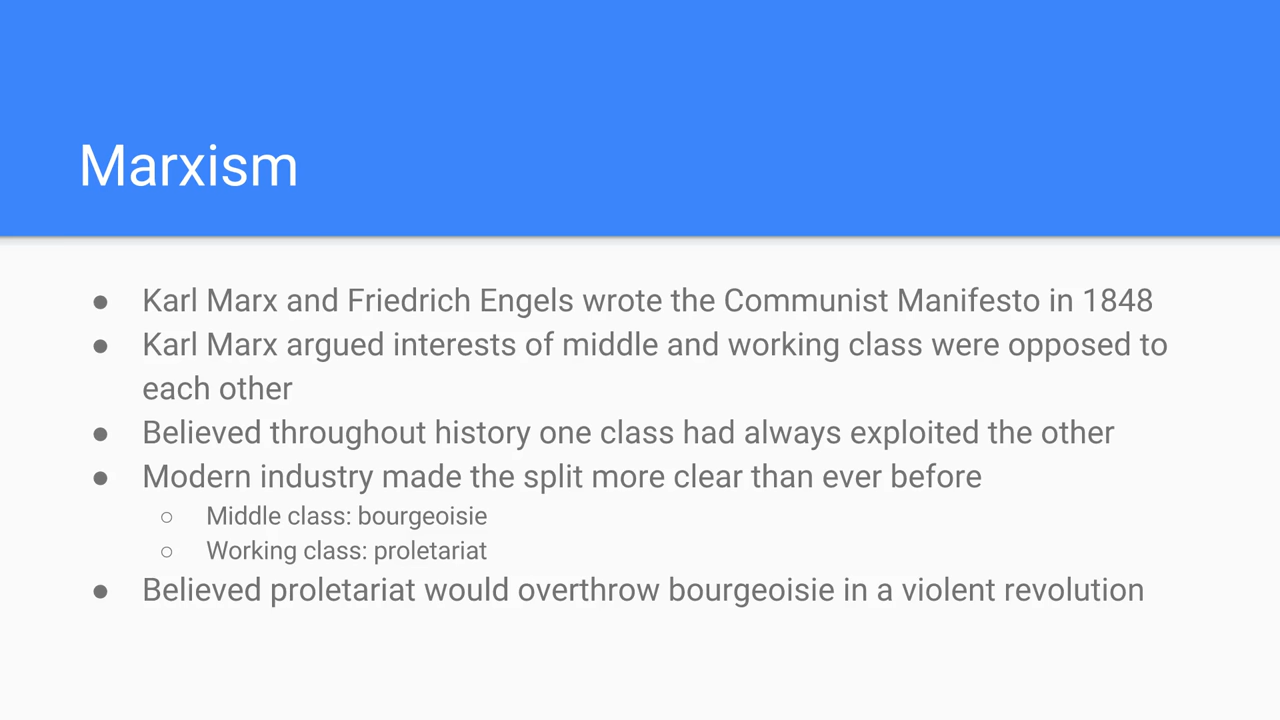 Marxism
● Karl Marx and Friedrich Engels wrote the Communist Manifesto in 1848
● Karl Marx argued interests of middle and working class were opposed to
each other
● Believed throughout history one class had always exploited the other
● Modern industry made the split more clear than ever before
○ Middle class: bourgeoisie
○ Working class: proletariat
● Believed proletariat would overthrow bourgeoisie in a violent revolution